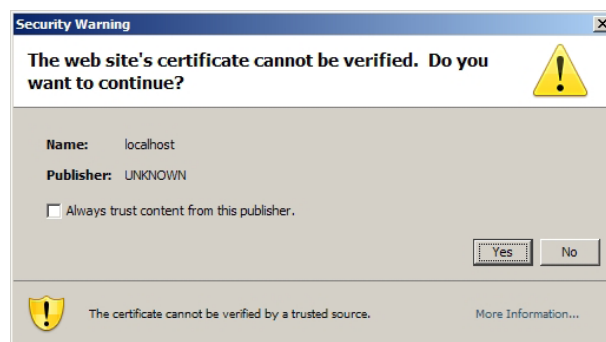 Security Warning
The web site's certificate cannot be verified. Do you
want to continue?
Name: localhost
Publisher: UNKNOWN
Always trust content from this publisher.
Yes No
The certificate cannot be verified by a trusted source. More Information...